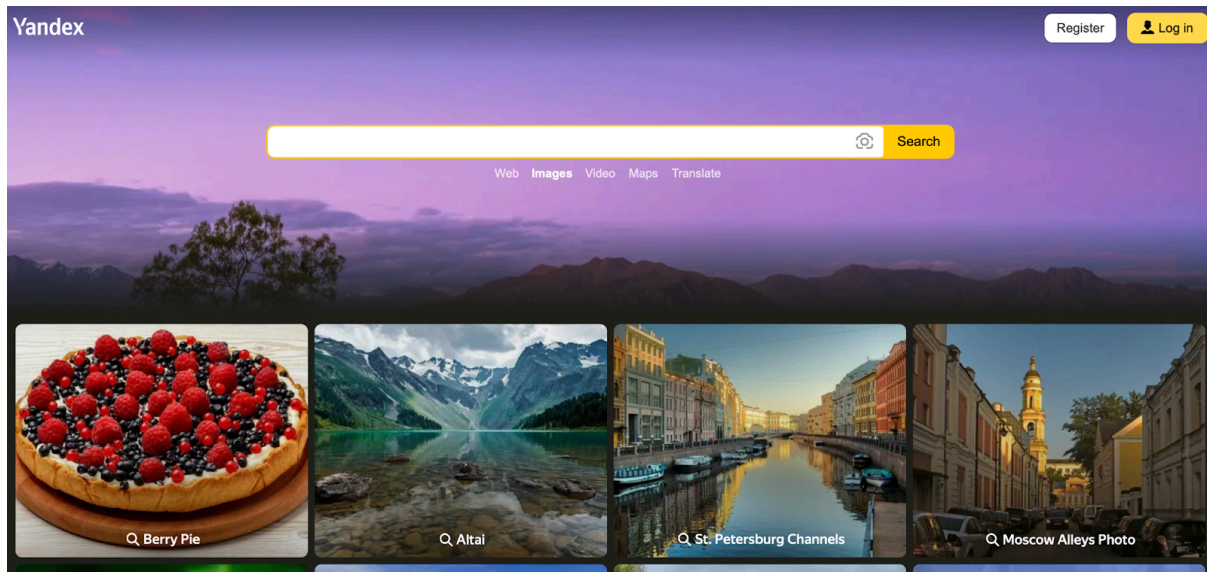 Yandex
Register
Log in
Search
Web Images Video Maps Translate
Berry Pie
Altai
St. Petersburg Channels
Moscow Alleys Photo